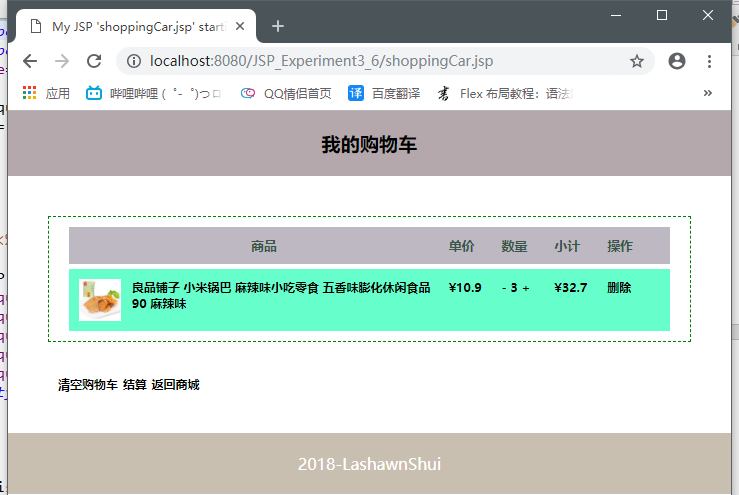 My JSP 'shoppingCar.jsp' starti
localhost:8080/JSP_Experiment3_6/shoppingCar.jsp
应用 哔哩哔哩 ( ゜- ゜)つロ QQ情侣首页 译 百度翻译 书 Flex 布局教程：语法
我的购物车
商品 单价 数量 小计 操作
良品铺子 小米锅巴 麻辣味小吃零食 五香味膨化休闲食品 ¥10.9 - 3 + ¥32.7 删除
90 麻辣味
清空购物车 结算 返回商城
2018-LashawnShui